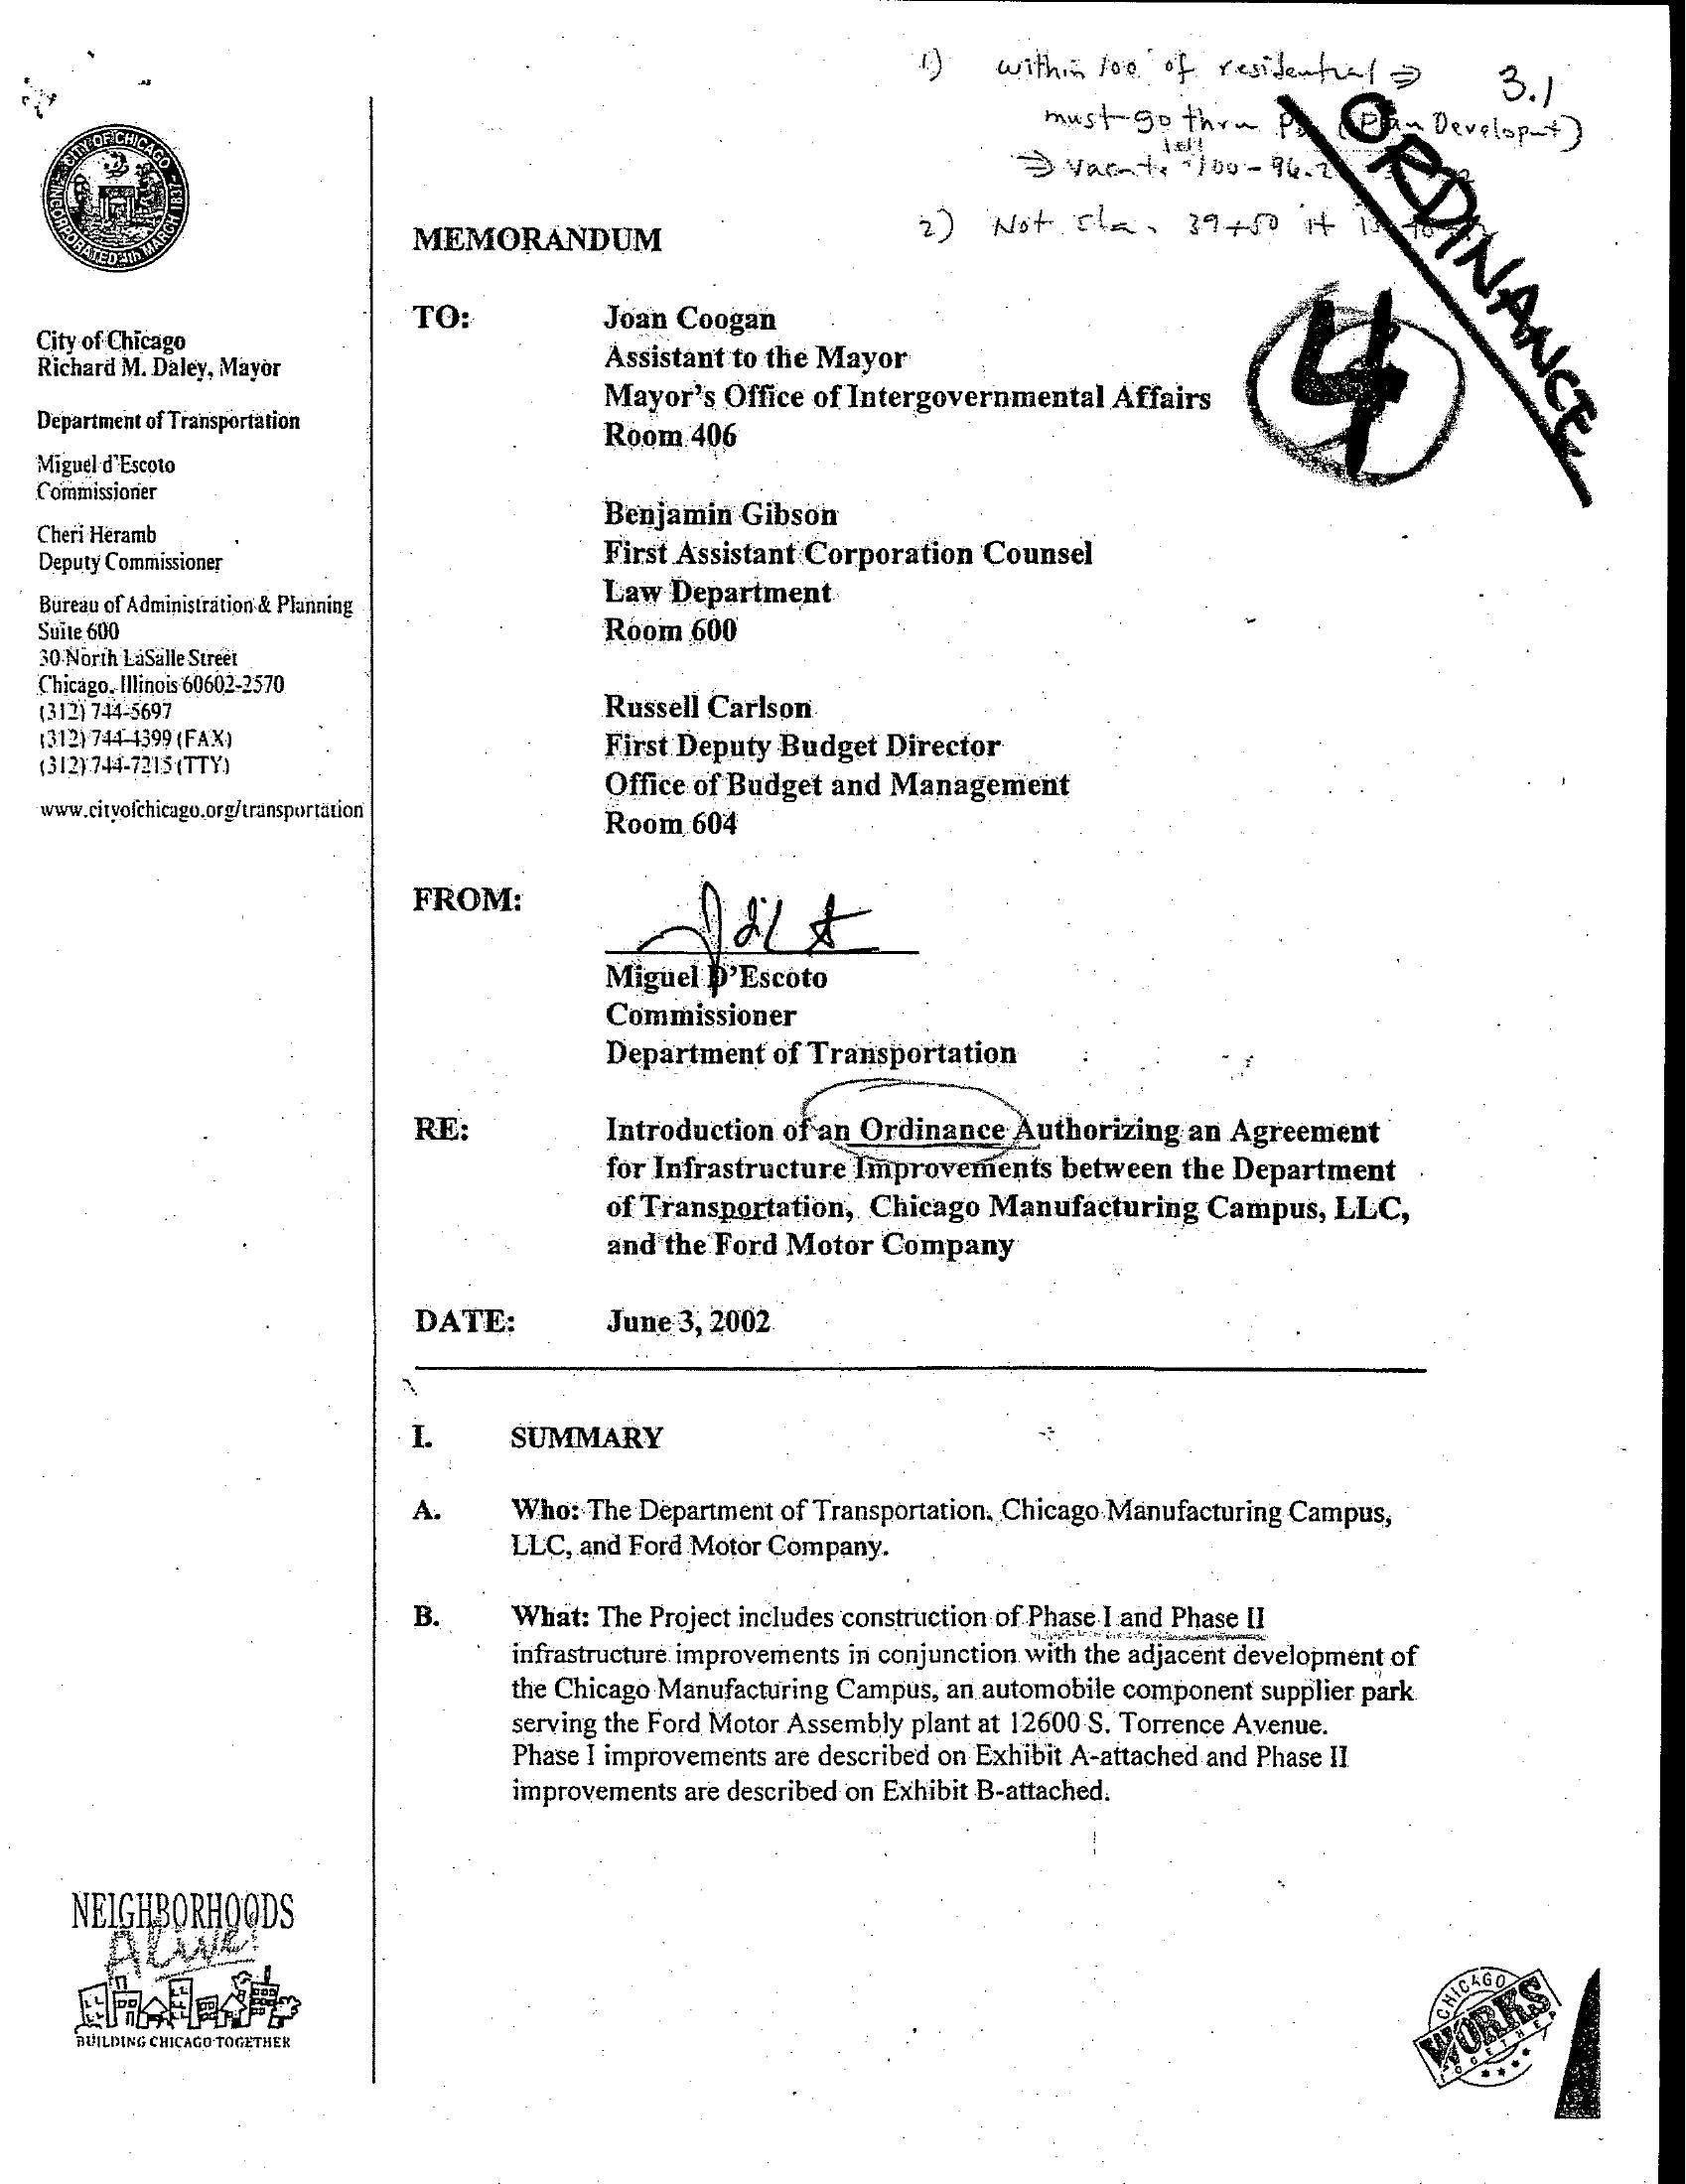 1.) within 100' of residential ⇒ 3.1
must go thru (Plan Developmt)
⇒ vacate 100-96.2
2) Not 39+50 it is
ORDINANCE
4
CITY OF CHICAGO
INCORPORATED 4th MARCH 1837
City of Chicago
Richard M. Daley, Mayor
Department of Transportation
Miguel d'Escoto
Commissioner
Cheri Heramb
Deputy Commissioner
Bureau of Administration & Planning
Suite 600
30 North LaSalle Street
Chicago, Illinois 60602-2570
(312) 744-5697
(312) 744-4399 (FAX)
(312) 744-7215 (TTY)
www.cityofchicago.org/transportation
NEIGHBORHOODS
ALIVE!
BUILDING CHICAGO TOGETHER
MEMORANDUM
TO: Joan Coogan
Assistant to the Mayor
Mayor's Office of Intergovernmental Affairs
Room 406
Benjamin Gibson
First Assistant Corporation Counsel
Law Department
Room 600
Russell Carlson
First Deputy Budget Director
Office of Budget and Management
Room 604
FROM:
Miguel D'Escoto
Commissioner
Department of Transportation
RE: Introduction of an Ordinance Authorizing an Agreement
for Infrastructure Improvements between the Department
of Transportation, Chicago Manufacturing Campus, LLC,
and the Ford Motor Company
DATE: June 3, 2002
I. SUMMARY
A. Who: The Department of Transportation, Chicago Manufacturing Campus,
LLC, and Ford Motor Company.
B. What: The Project includes construction of Phase I and Phase II
infrastructure improvements in conjunction with the adjacent development of
the Chicago Manufacturing Campus, an automobile component supplier park
serving the Ford Motor Assembly plant at 12600 S. Torrence Avenue.
Phase I improvements are described on Exhibit A-attached and Phase II
improvements are described on Exhibit B-attached.
CHICAGO
WORKS
TOGETHER